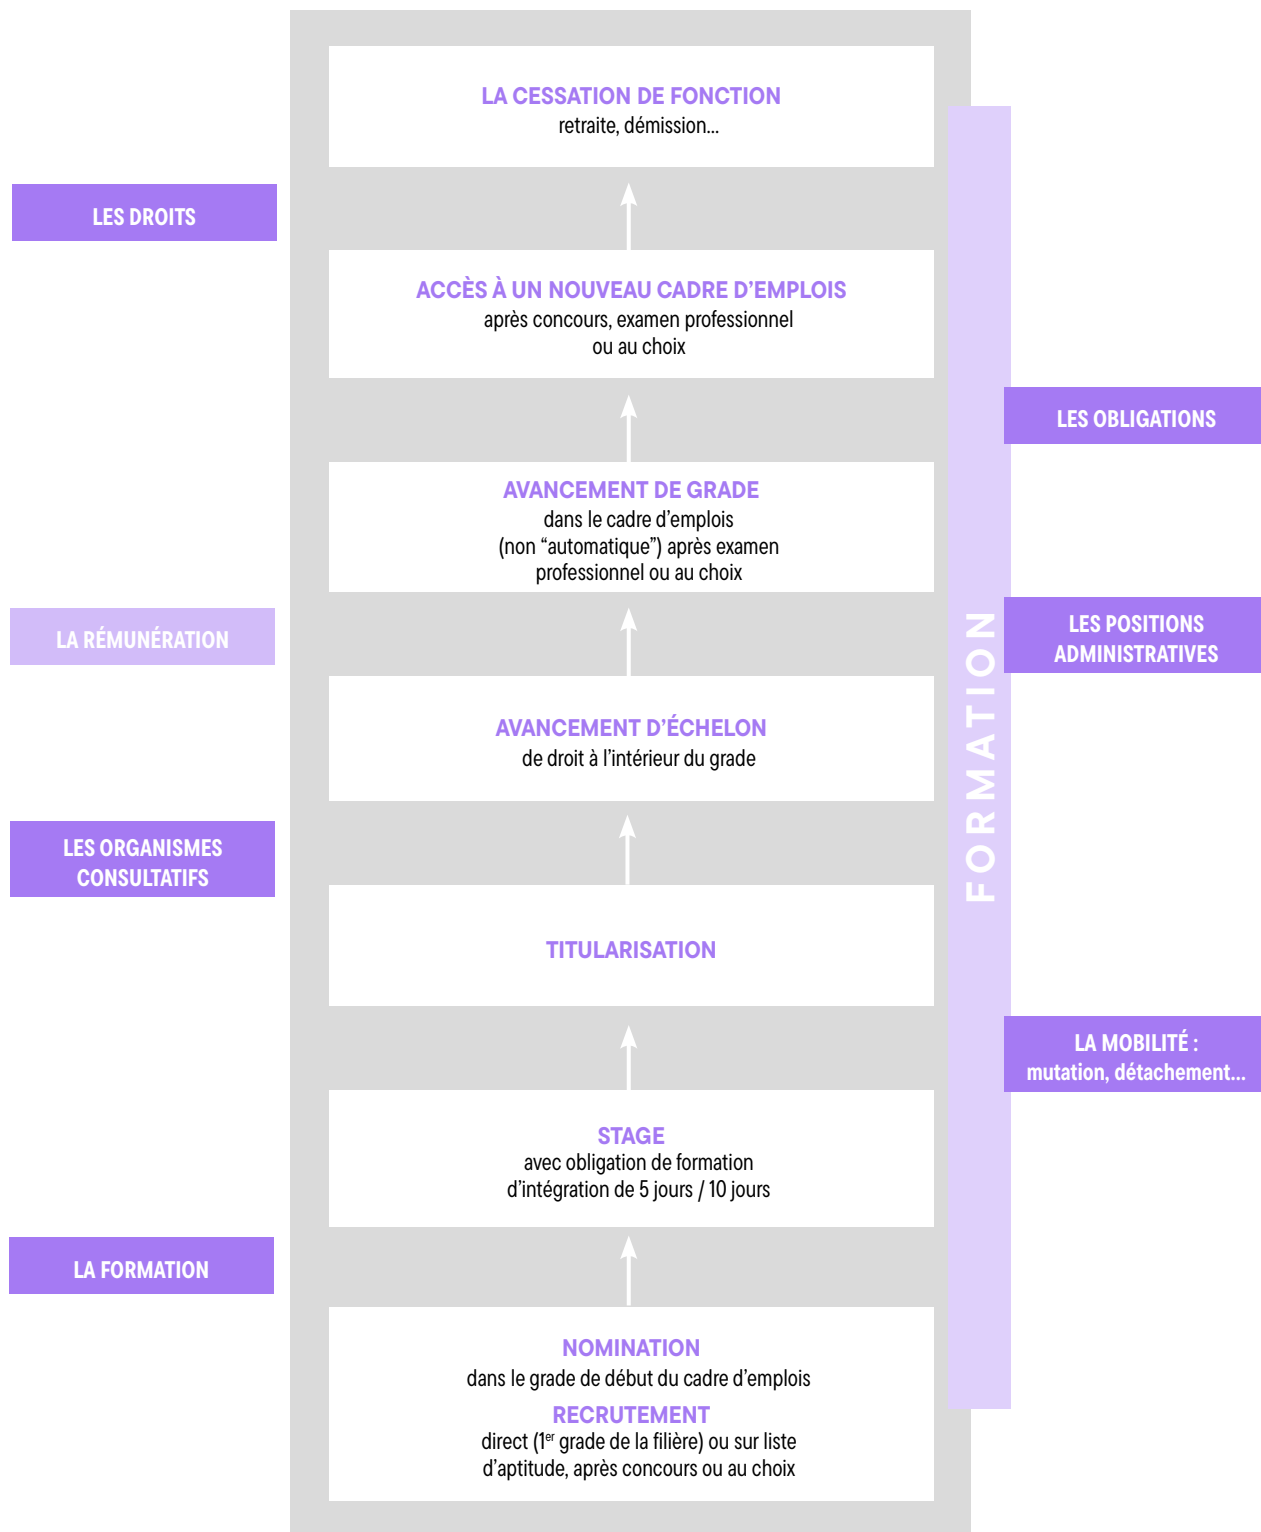 LA CESSATION DE FONCTION
retraite, démission...
LES DROITS
ACCÈS À UN NOUVEAU CADRE D’EMPLOIS
après concours, examen professionnel
ou au choix
LES OBLIGATIONS
AVANCEMENT DE GRADE
dans le cadre d’emplois
(non “automatique”) après examen
professionnel ou au choix
LA RÉMUNÉRATION
LES POSITIONS
ADMINISTRATIVES
FORMATION
AVANCEMENT D’ÉCHELON
de droit à l’intérieur du grade
LES ORGANISMES
CONSULTATIFS
TITULARISATION
LA MOBILITÉ :
mutation, détachement...
STAGE
avec obligation de formation
d’intégration de 5 jours / 10 jours
LA FORMATION
NOMINATION
dans le grade de début du cadre d’emplois
RECRUTEMENT
direct (1er grade de la filière) ou sur liste
d’aptitude, après concours ou au choix